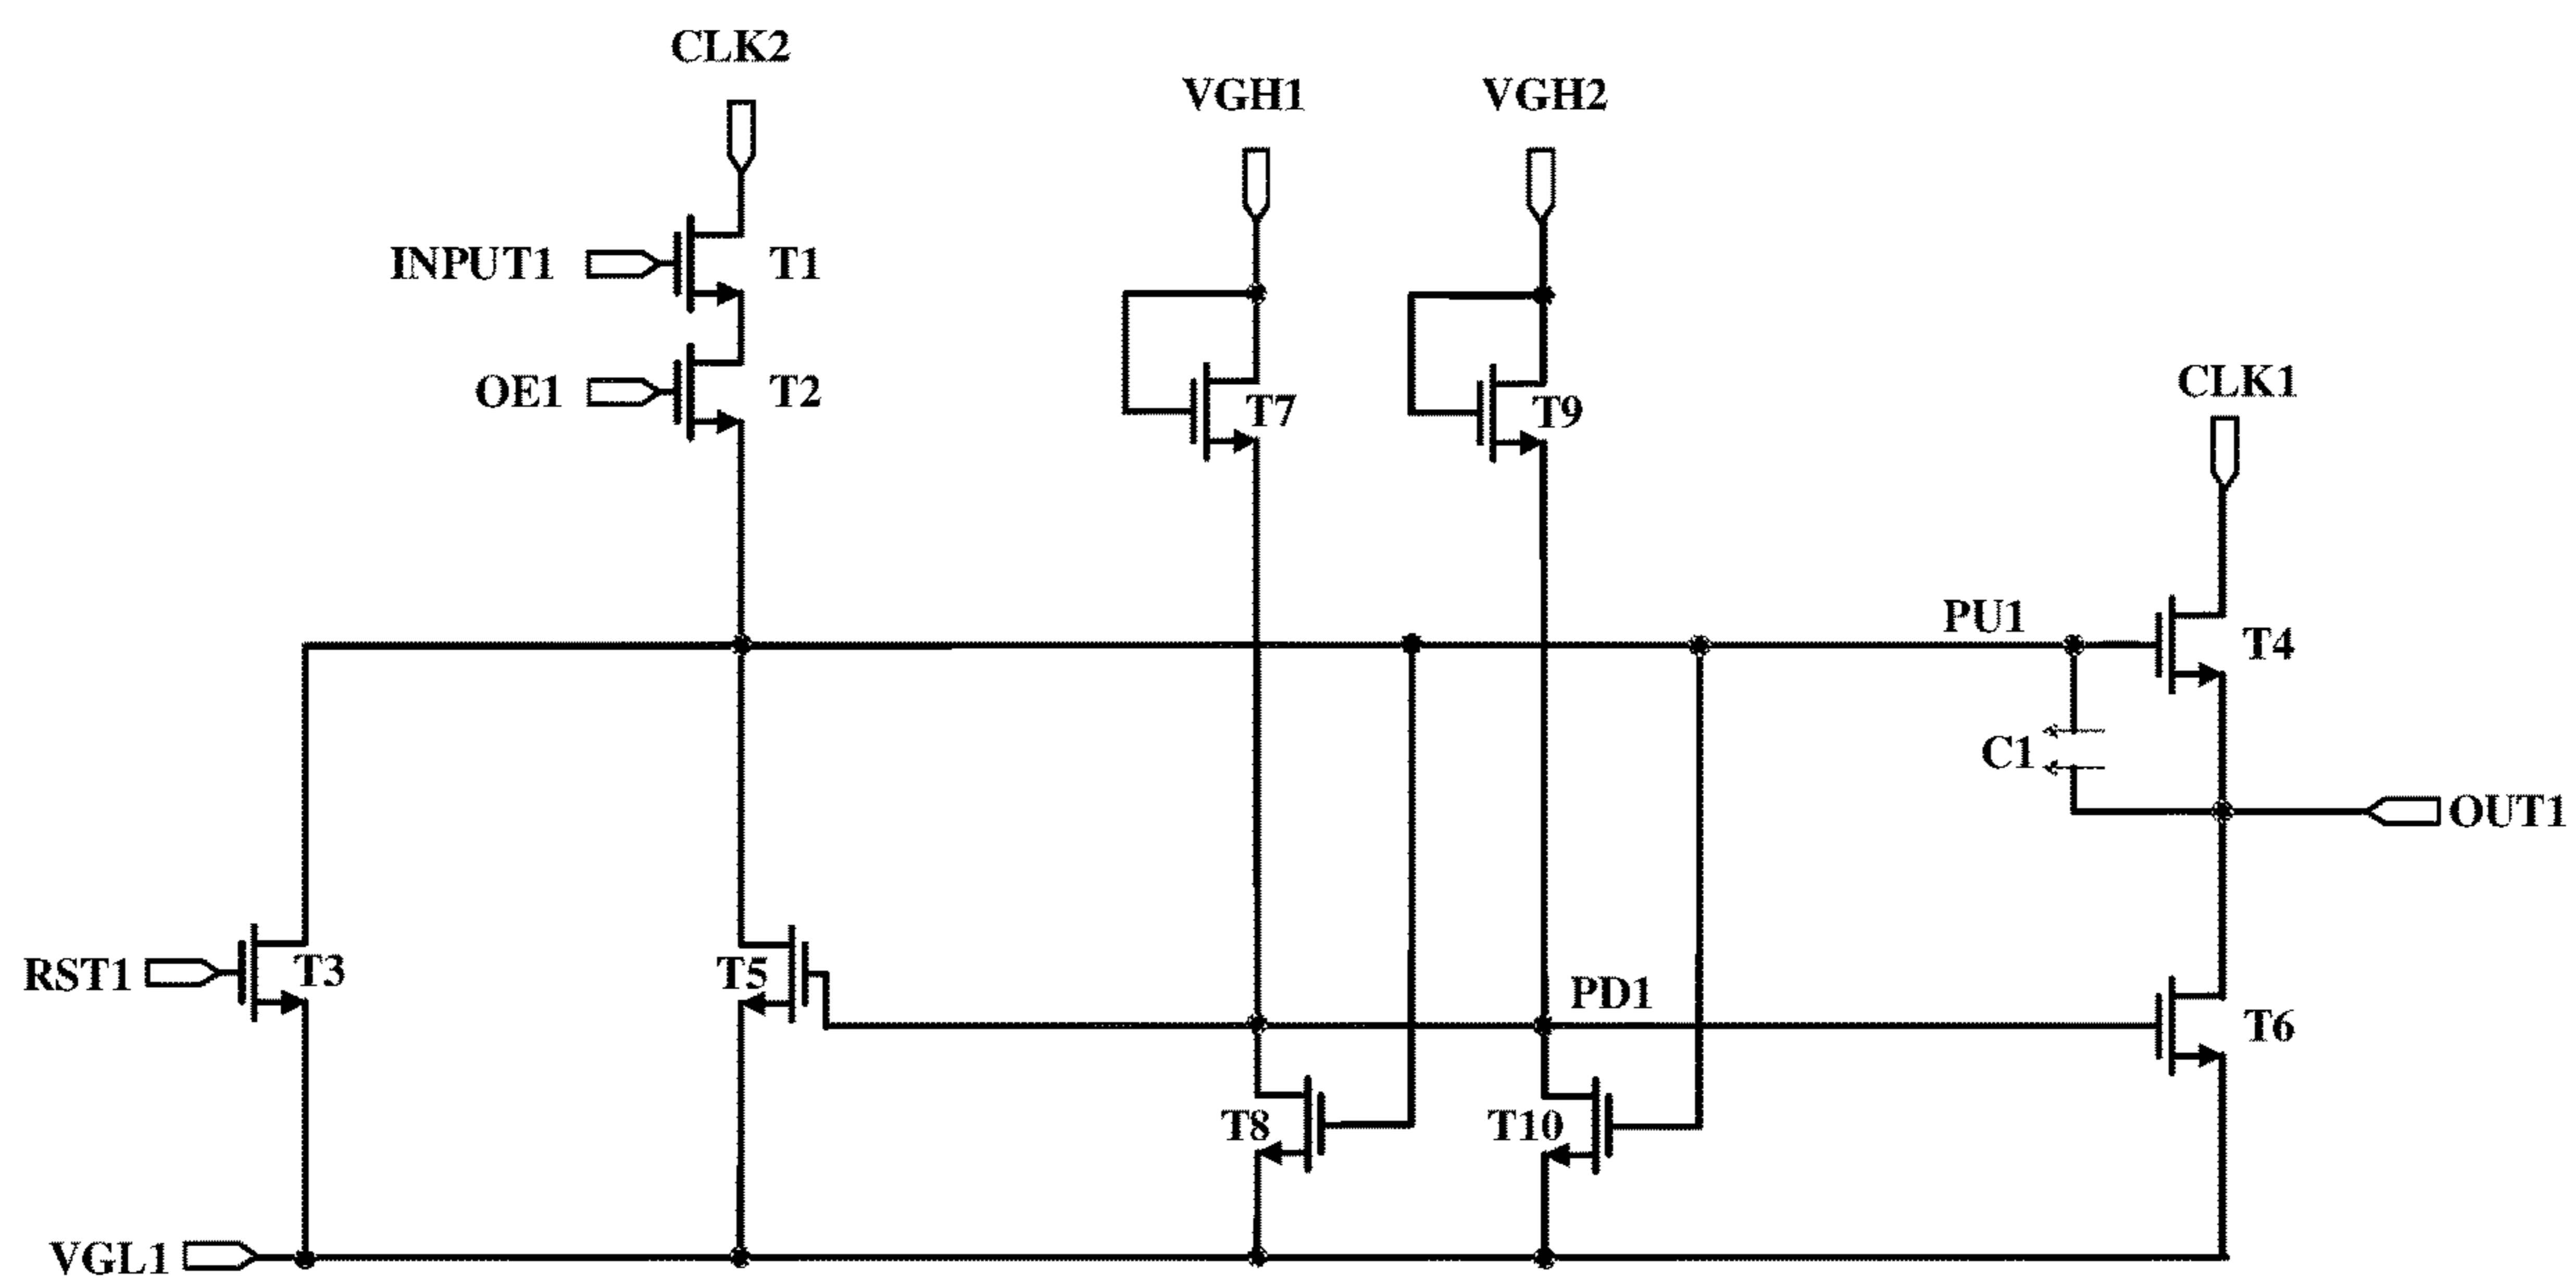 CLK2
VGH1 VGH2
INPUT1 T1
OE1 T2
T7 T9
CLK1
PU1
T4
C1
OUT1
RST1 T3 T5
PD1
T6
T8 T10
VGL1